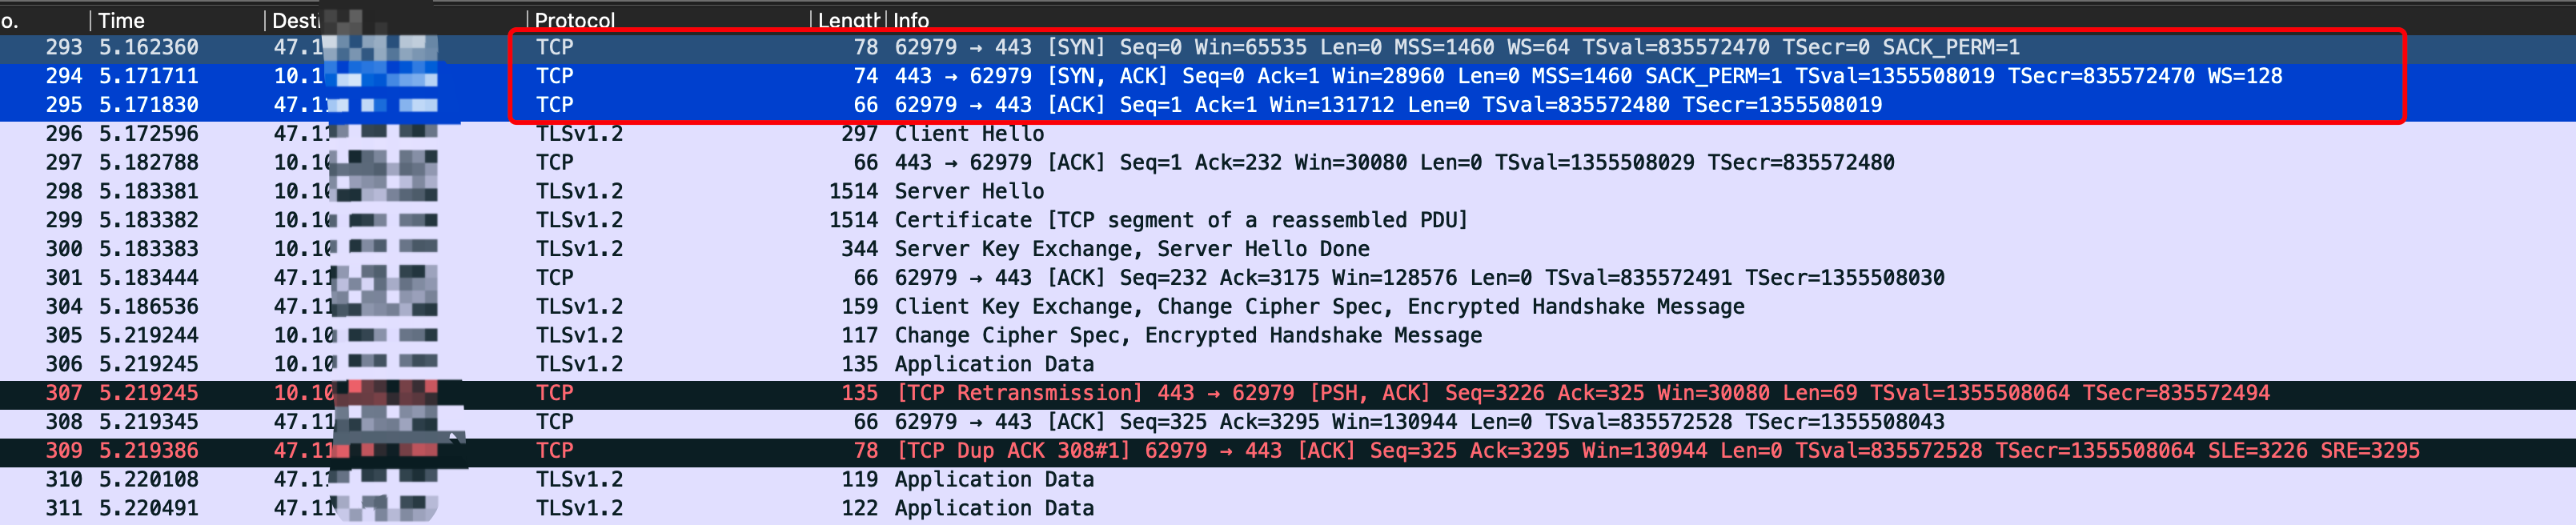 o. Time Desti Protocol Length Info
293 5.162360 47.1 TCP 78 62979 → 443 [SYN] Seq=0 Win=65535 Len=0 MSS=1460 WS=64 TSval=835572470 TSecr=0 SACK_PERM=1
294 5.171711 10.1 TCP 74 443 → 62979 [SYN, ACK] Seq=0 Ack=1 Win=28960 Len=0 MSS=1460 SACK_PERM=1 TSval=1355508019 TSecr=835572470 WS=128
295 5.171830 47.1 TCP 66 62979 → 443 [ACK] Seq=1 Ack=1 Win=131712 Len=0 TSval=835572480 TSecr=1355508019
296 5.172596 47.11 TLSv1.2 297 Client Hello
297 5.182788 10.10 TCP 66 443 → 62979 [ACK] Seq=1 Ack=232 Win=30080 Len=0 TSval=1355508029 TSecr=835572480
298 5.183381 10.10 TLSv1.2 1514 Server Hello
299 5.183382 10.10 TLSv1.2 1514 Certificate [TCP segment of a reassembled PDU]
300 5.183383 10.10 TLSv1.2 344 Server Key Exchange, Server Hello Done
301 5.183444 47.11 TCP 66 62979 → 443 [ACK] Seq=232 Ack=3175 Win=128576 Len=0 TSval=835572491 TSecr=1355508030
304 5.186536 47.11 TLSv1.2 159 Client Key Exchange, Change Cipher Spec, Encrypted Handshake Message
305 5.219244 10.10 TLSv1.2 117 Change Cipher Spec, Encrypted Handshake Message
306 5.219245 10.10 TLSv1.2 135 Application Data
307 5.219245 10.10 TCP 135 [TCP Retransmission] 443 → 62979 [PSH, ACK] Seq=3226 Ack=325 Win=30080 Len=69 TSval=1355508064 TSecr=835572494
308 5.219345 47.11 TCP 66 62979 → 443 [ACK] Seq=325 Ack=3295 Win=130944 Len=0 TSval=835572528 TSecr=1355508043
309 5.219386 47.11 TCP 78 [TCP Dup ACK 308#1] 62979 → 443 [ACK] Seq=325 Ack=3295 Win=130944 Len=0 TSval=835572528 TSecr=1355508064 SLE=3226 SRE=3295
310 5.220108 47.11 TLSv1.2 119 Application Data
311 5.220491 47.11 TLSv1.2 122 Application Data